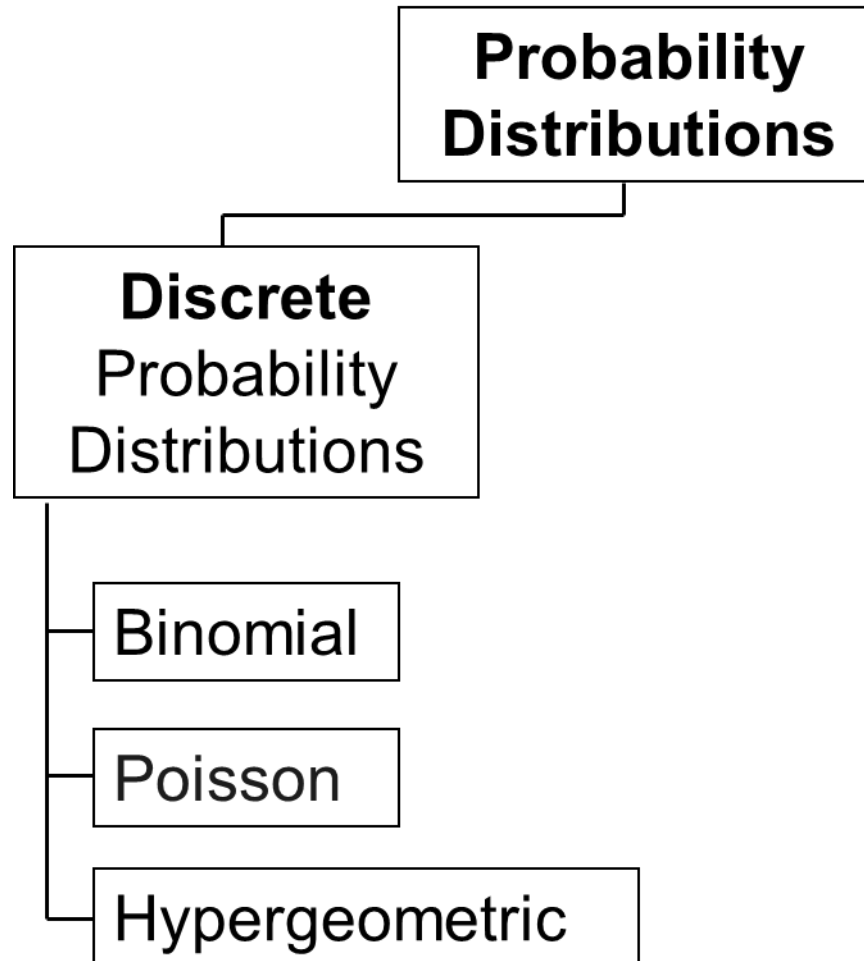 Probability
Distributions
Discrete
Probability
Distributions
Binomial
Poisson
Hypergeometric